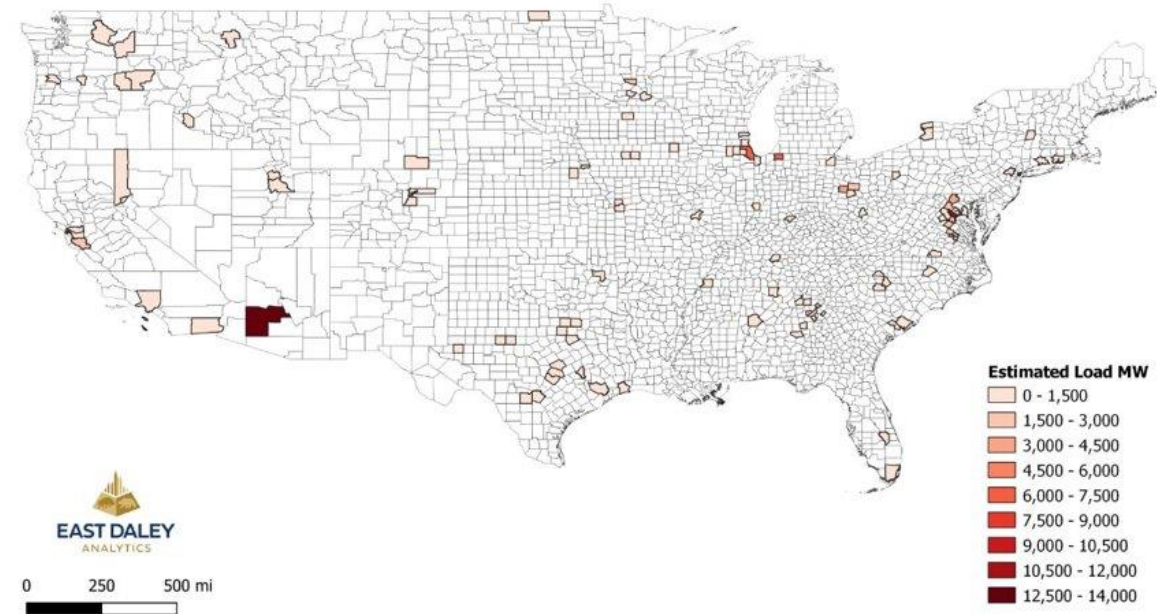 Estimated Load MW
0 - 1,500
1,500 - 3,000
3,000 - 4,500
4,500 - 6,000
6,000 - 7,500
7,500 - 9,000
9,000 - 10,500
10,500 - 12,000
12,500 - 14,000
EAST DALEY
ANALYTICS
0 250 500 mi